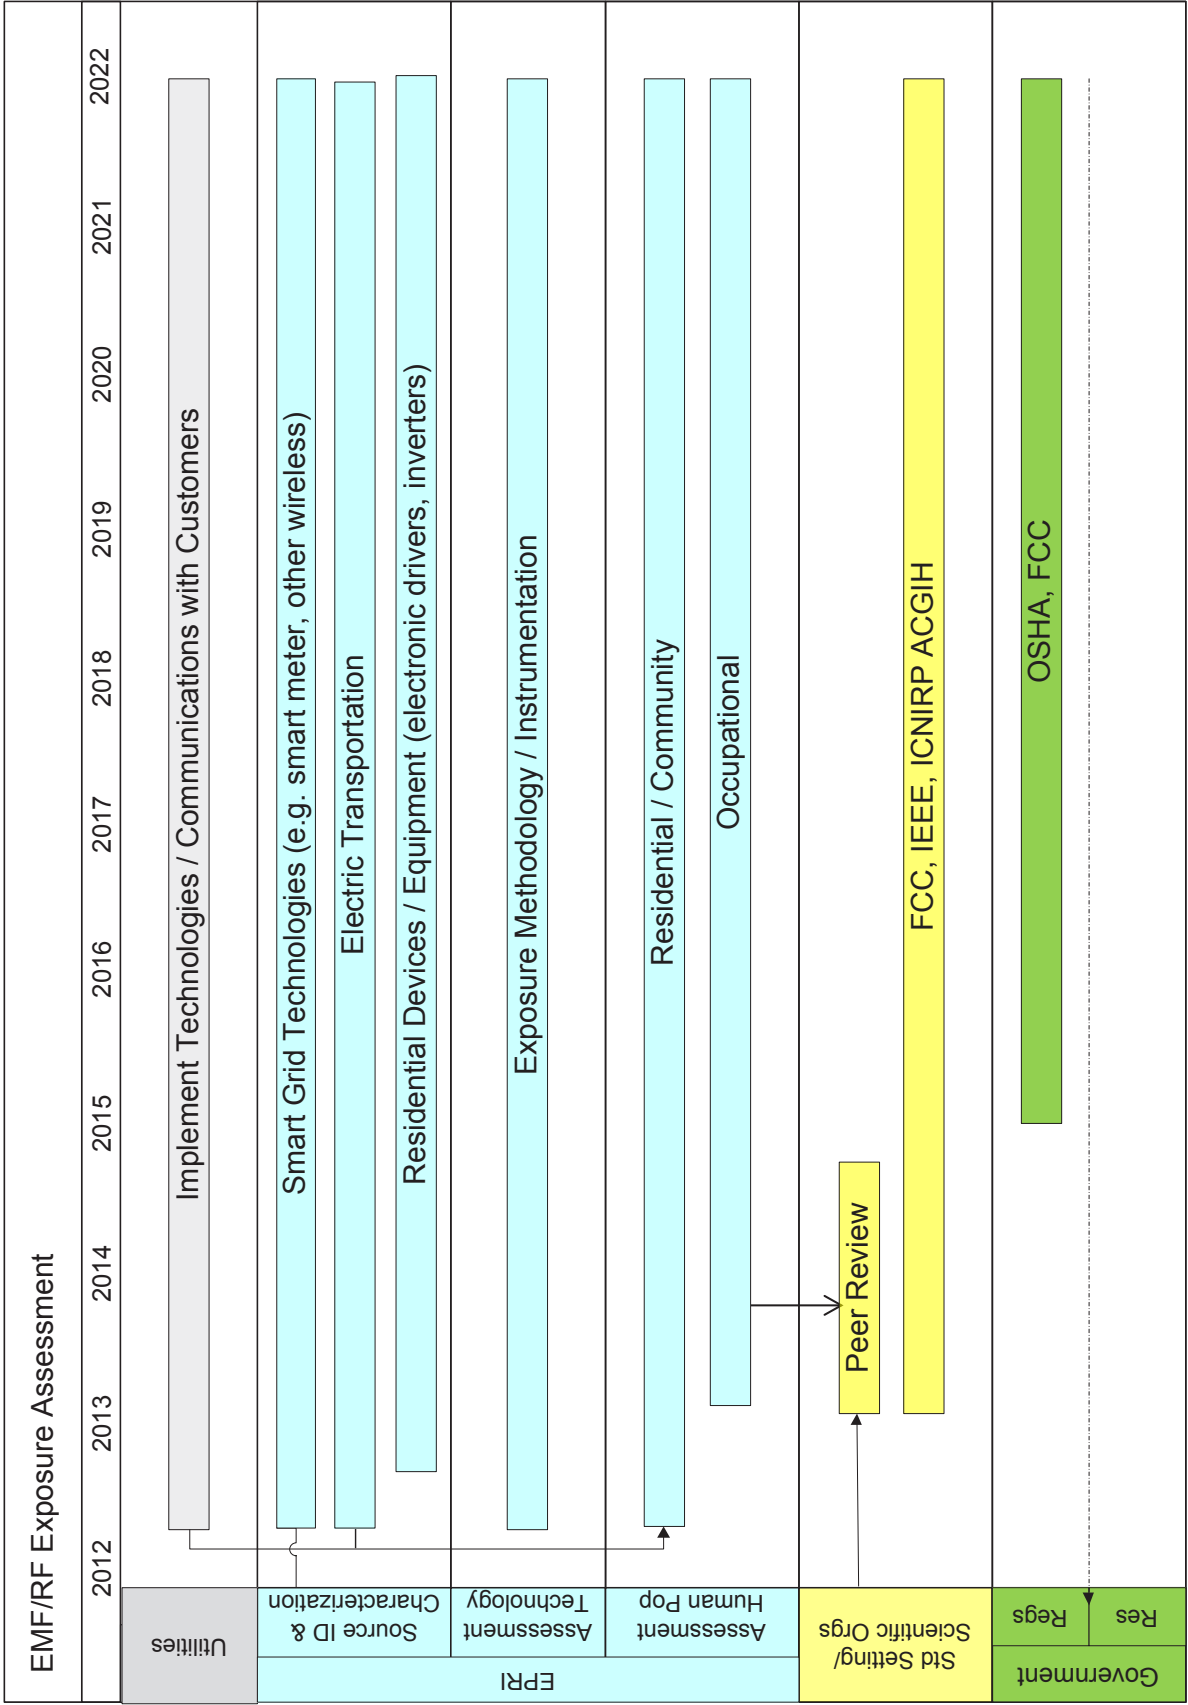 EMF/RF Exposure Assessment
2012 2013 2014 2015 2016 2017 2018 2019 2020 2021 2022
Utilities
Implement Technologies / Communications with Customers
EPRI
Source ID &
Characterization
Smart Grid Technologies (e.g. smart meter, other wireless)
Electric Transportation
Residential Devices / Equipment (electronic drivers, inverters)
Technology
Assessment
Exposure Methodology / Instrumentation
Human Pop
Assessment
Residential / Community
Occupational
Std Setting/
Scientific Orgs
Peer Review
FCC, IEEE, ICNIRP ACGIH
Government
Regs
OSHA, FCC
Res